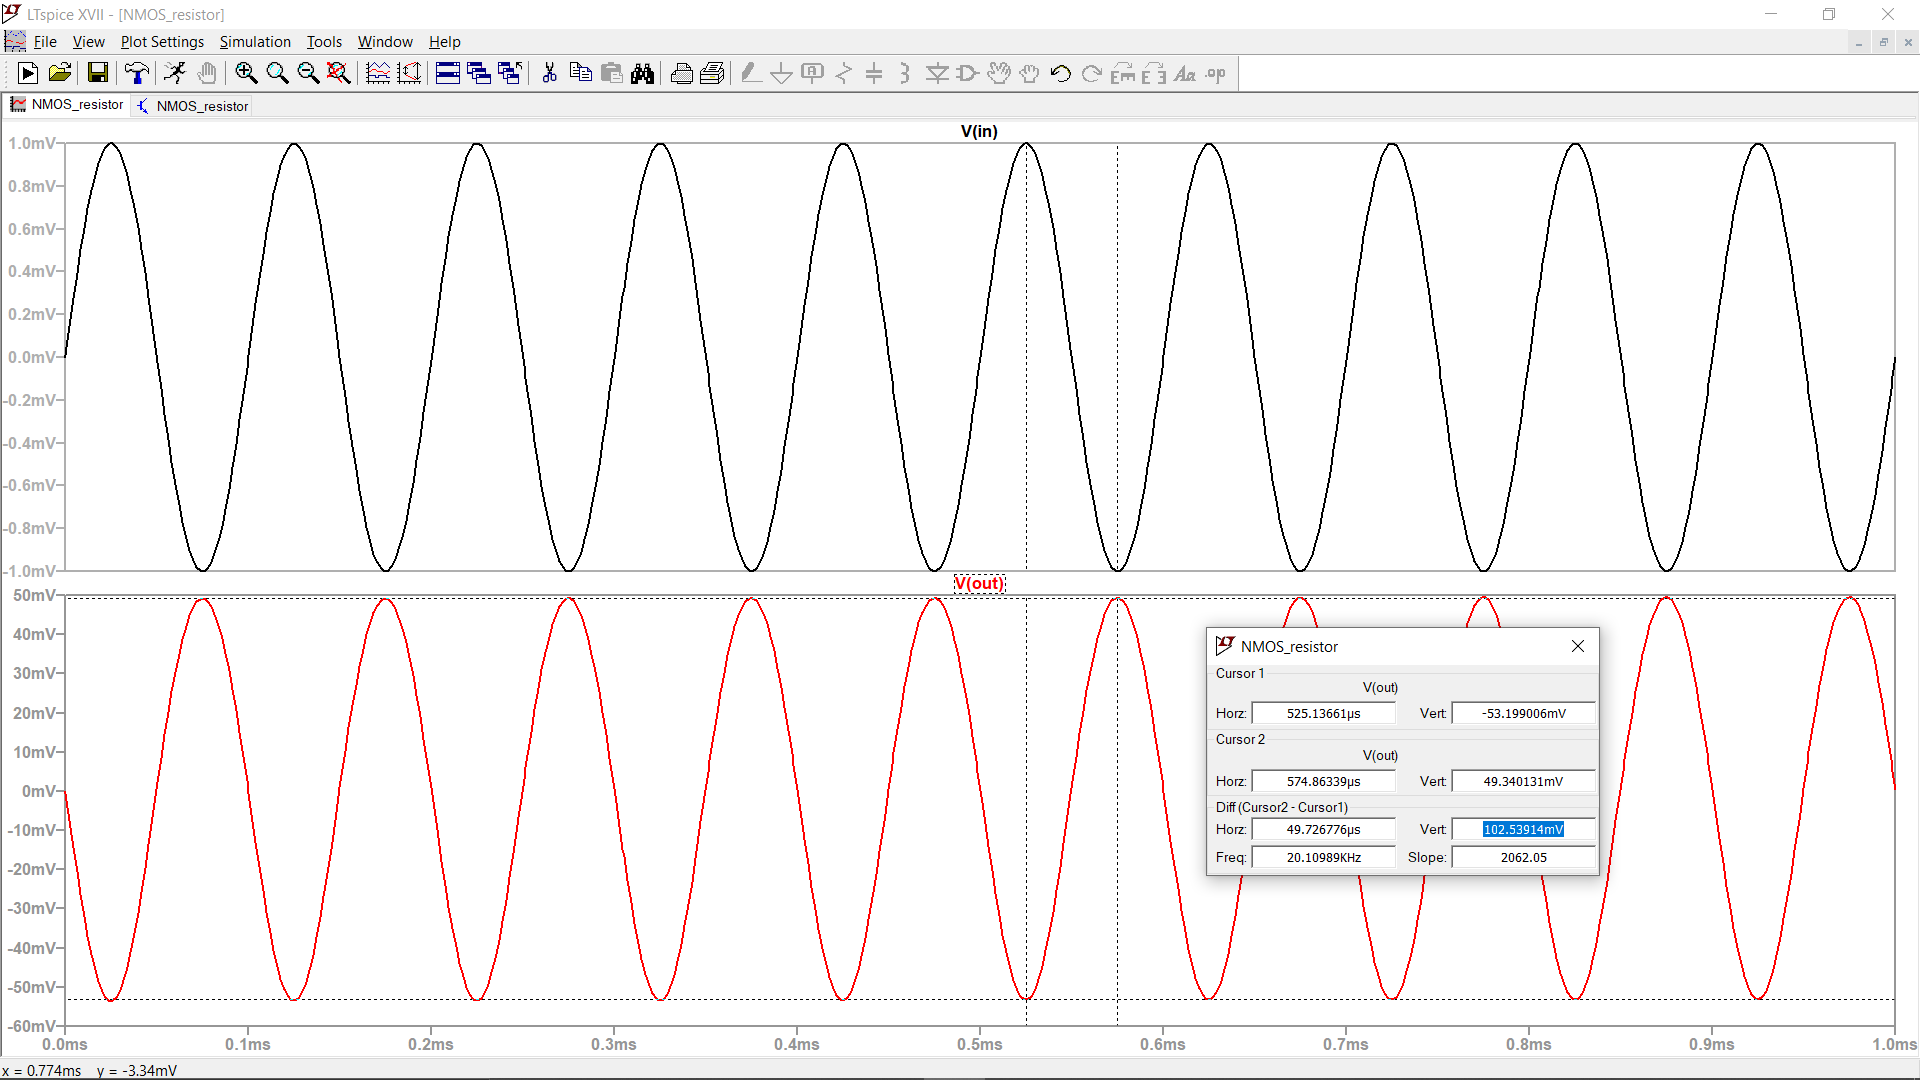 LTspice XVII - [NMOS_resistor]
File View Plot Settings Simulation Tools Window Help
NMOS_resistor NMOS_resistor
V(in)
1.0mV
0.8mV
0.6mV
0.4mV
0.2mV
0.0mV
-0.2mV
-0.4mV
-0.6mV
-0.8mV
-1.0mV
V(out)
50mV
40mV
30mV
20mV
10mV
0mV
-10mV
-20mV
-30mV
-40mV
-50mV
-60mV
0.0ms 0.1ms 0.2ms 0.3ms 0.4ms 0.5ms 0.6ms 0.7ms 0.8ms 0.9ms 1.0ms
NMOS_resistor
Cursor 1
V(out)
Horz: 525.13661µs Vert: -53.199006mV
Cursor 2
V(out)
Horz: 574.86339µs Vert: 49.340131mV
Diff (Cursor2 - Cursor1)
Horz: 49.726776µs Vert: 102.53914mV
Freq: 20.10989KHz Slope: 2062.05
x = 0.774ms y = -3.34mV